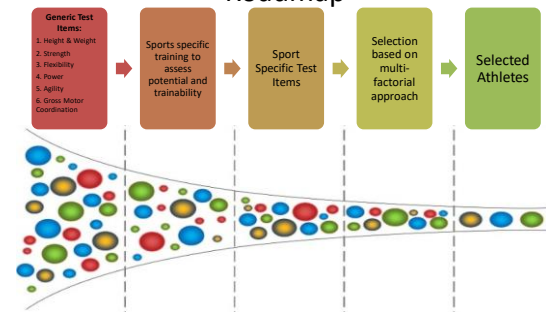 Roadmap
Generic Test
Items:
1. Height & Weight
2. Strength
3. Flexibility
4. Power
5. Agility
6. Gross Motor
Coordination
Sports specific
training to
assess
potential and
trainability
Sport
Specific Test
Items
Selection
based on
multi-
factorial
approach
Selected
Athletes